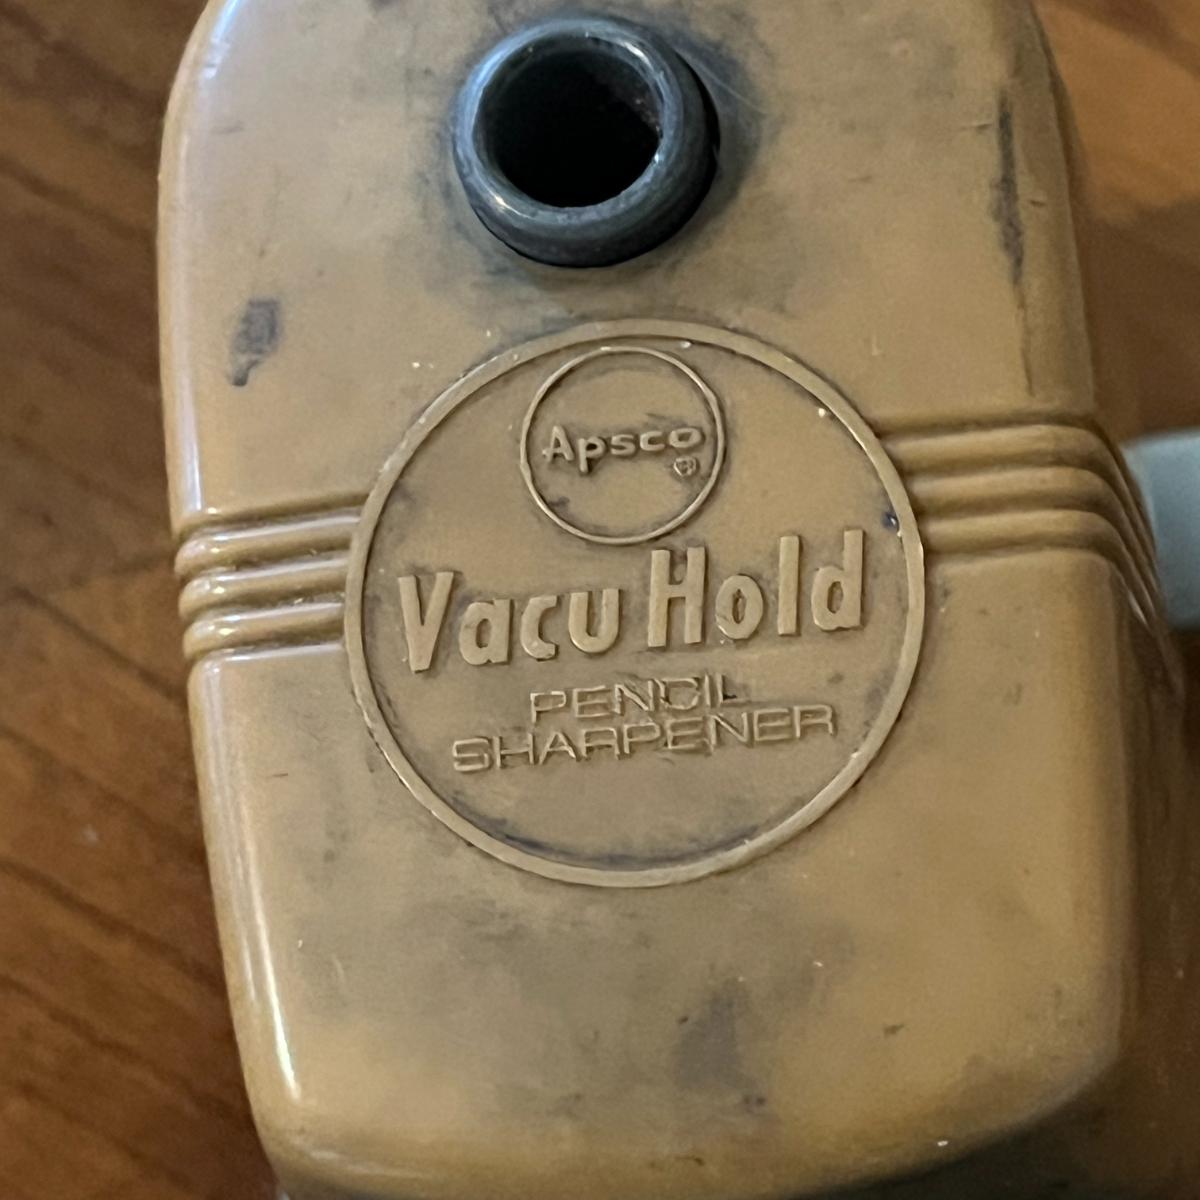 Apsco
®
Vacu Hold
PENCIL
SHARPENER